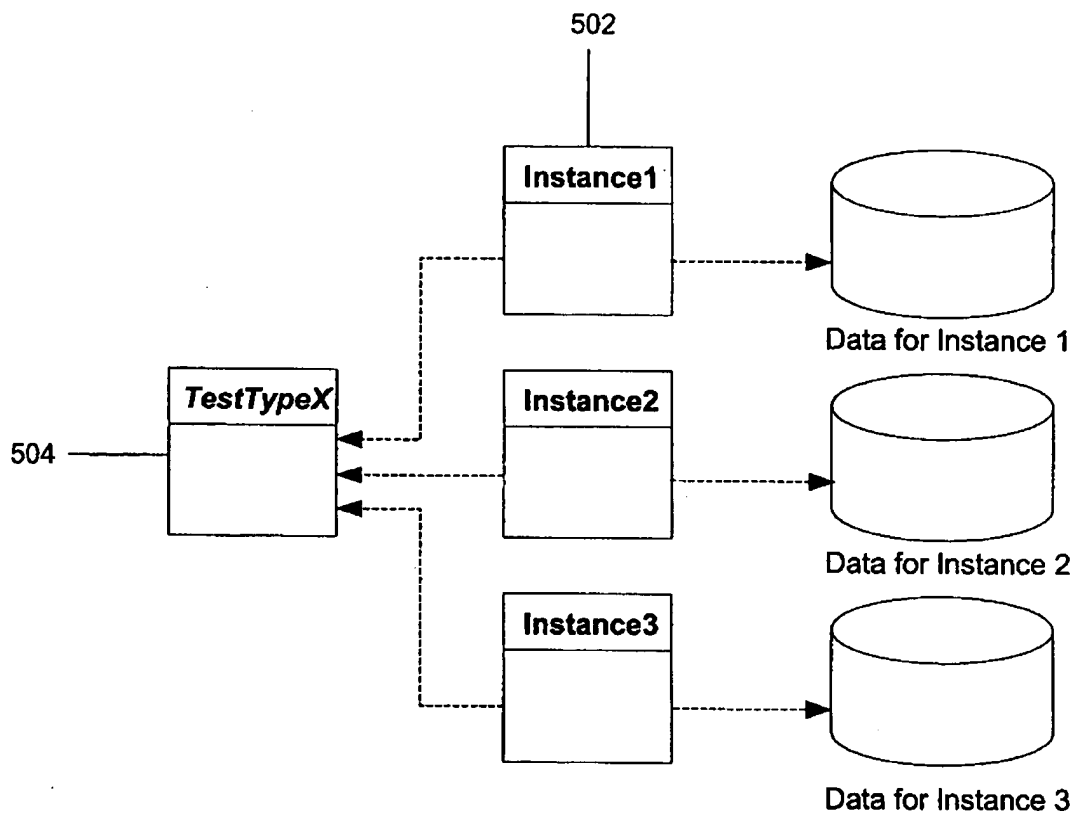 502
Instance1
Data for Instance 1
TestTypeX
Instance2
504
Data for Instance 2
Instance3
Data for Instance 3